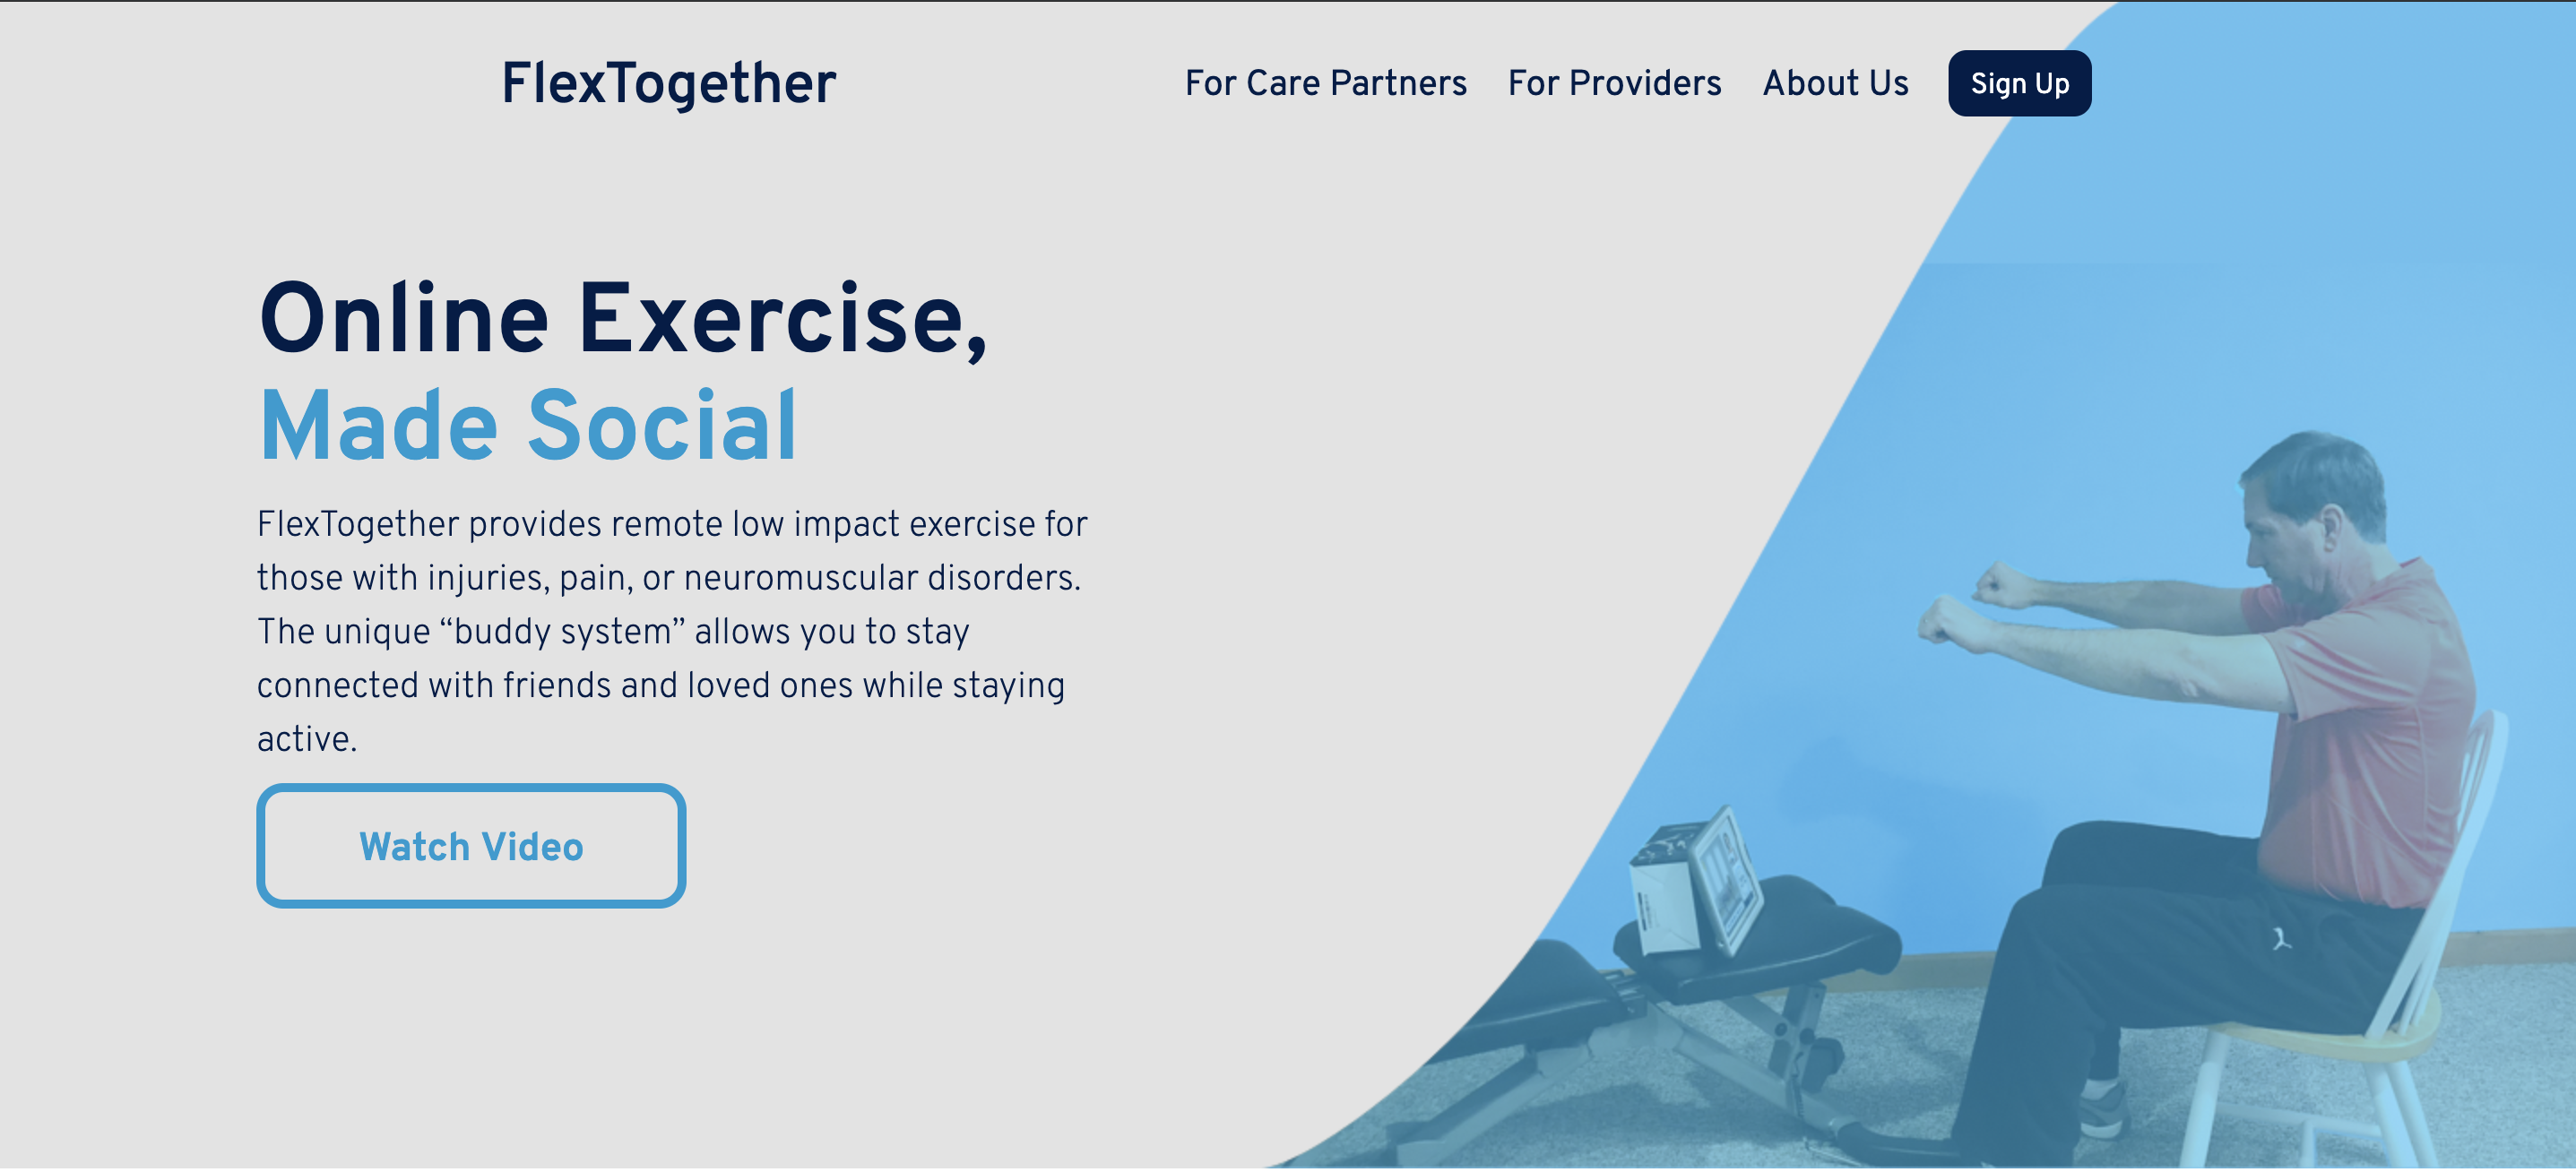 FlexTogether
For Care Partners
For Providers
About Us
Sign Up
Online Exercise,
Made Social
FlexTogether provides remote low impact exercise for
those with injuries, pain, or neuromuscular disorders.
The unique “buddy system” allows you to stay
connected with friends and loved ones while staying
active.
Watch Video